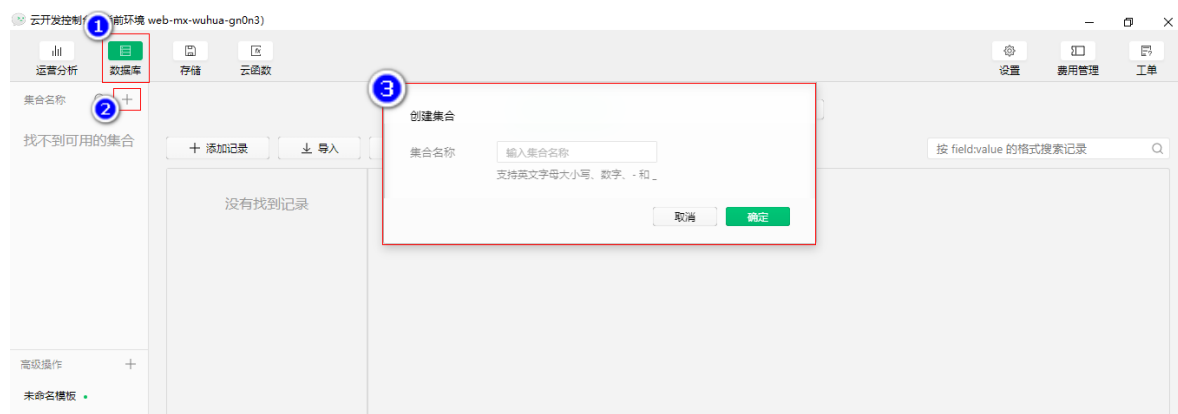 云开发控制台(当前环境 web-mx-wuhua-gn0n3)
1
运营分析
数据库
存储
云函数
设置
费用管理
工单
集合名称
2
找不到可用的集合
添加记录
导入
按 field:value 的格式搜索记录
没有找到记录
3
创建集合
集合名称
输入集合名称
支持英文字母大小写、数字、- 和 _
取消
确定
高级操作
未命名模板